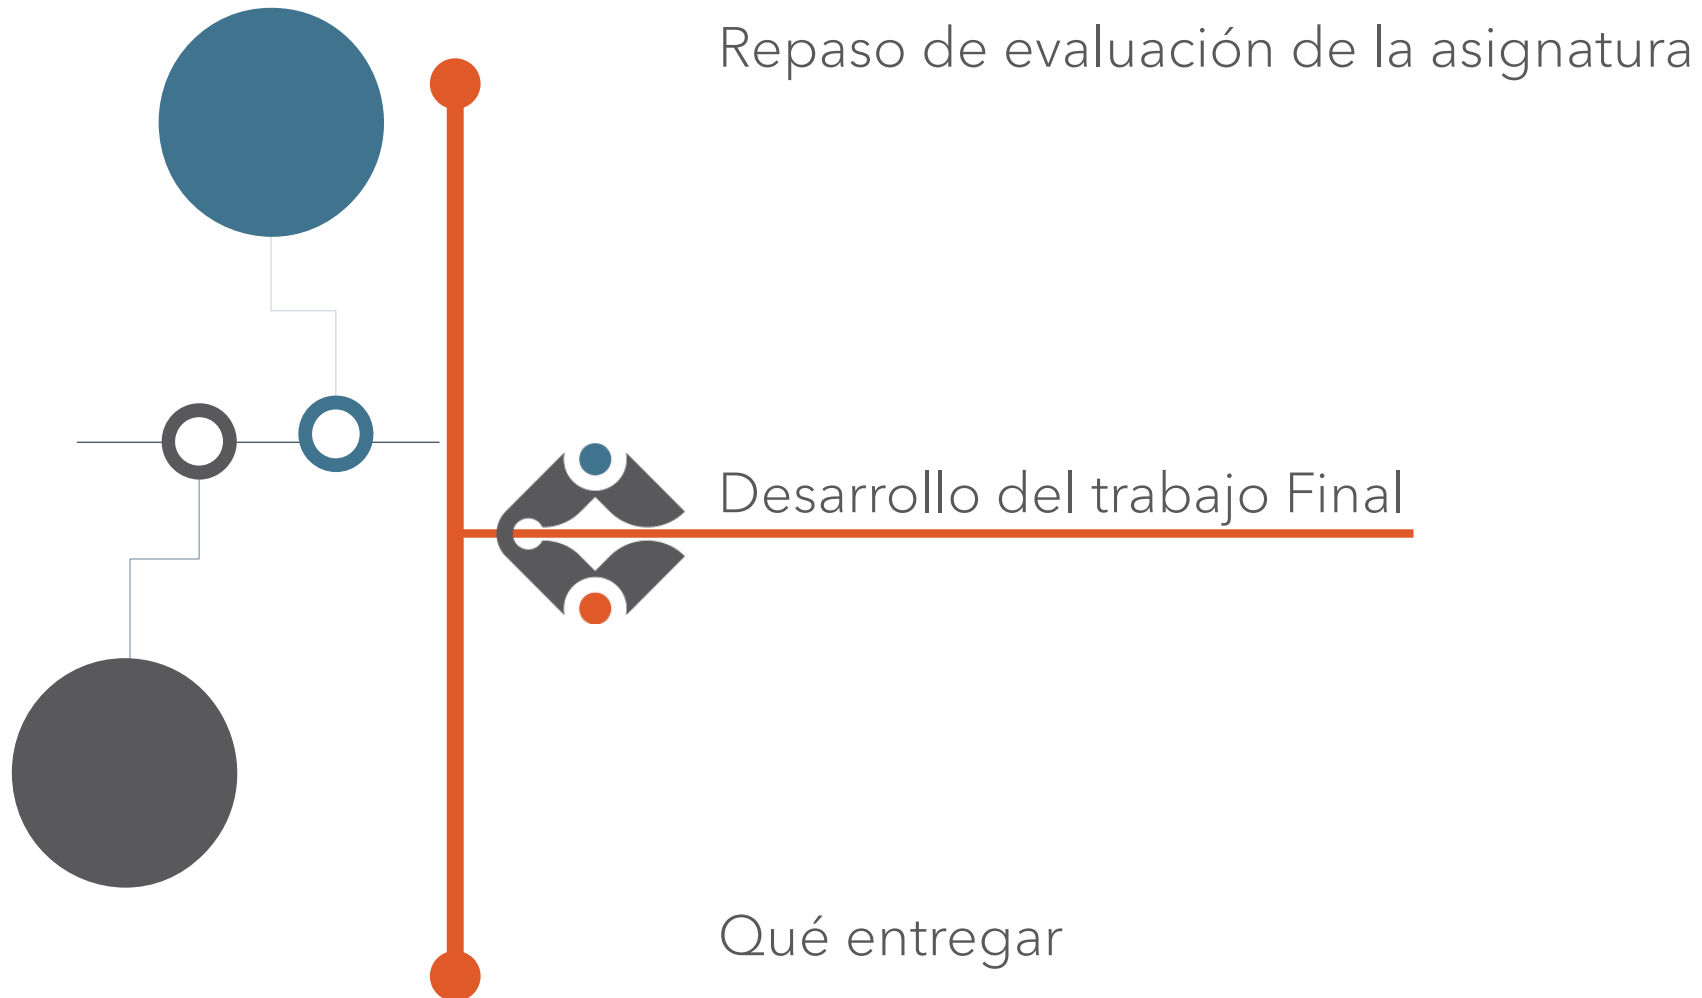 Repaso de evaluación de la asignatura
Desarrollo del trabajo Final
Qué entregar